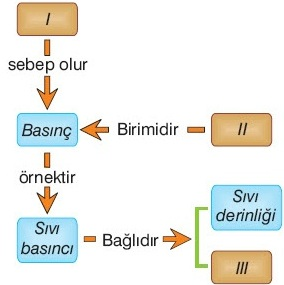 I
sebep olur
Basınç
Birimidir
II
örnektir
Sıvı
basıncı
Bağlıdır
Sıvı
derinliği
III